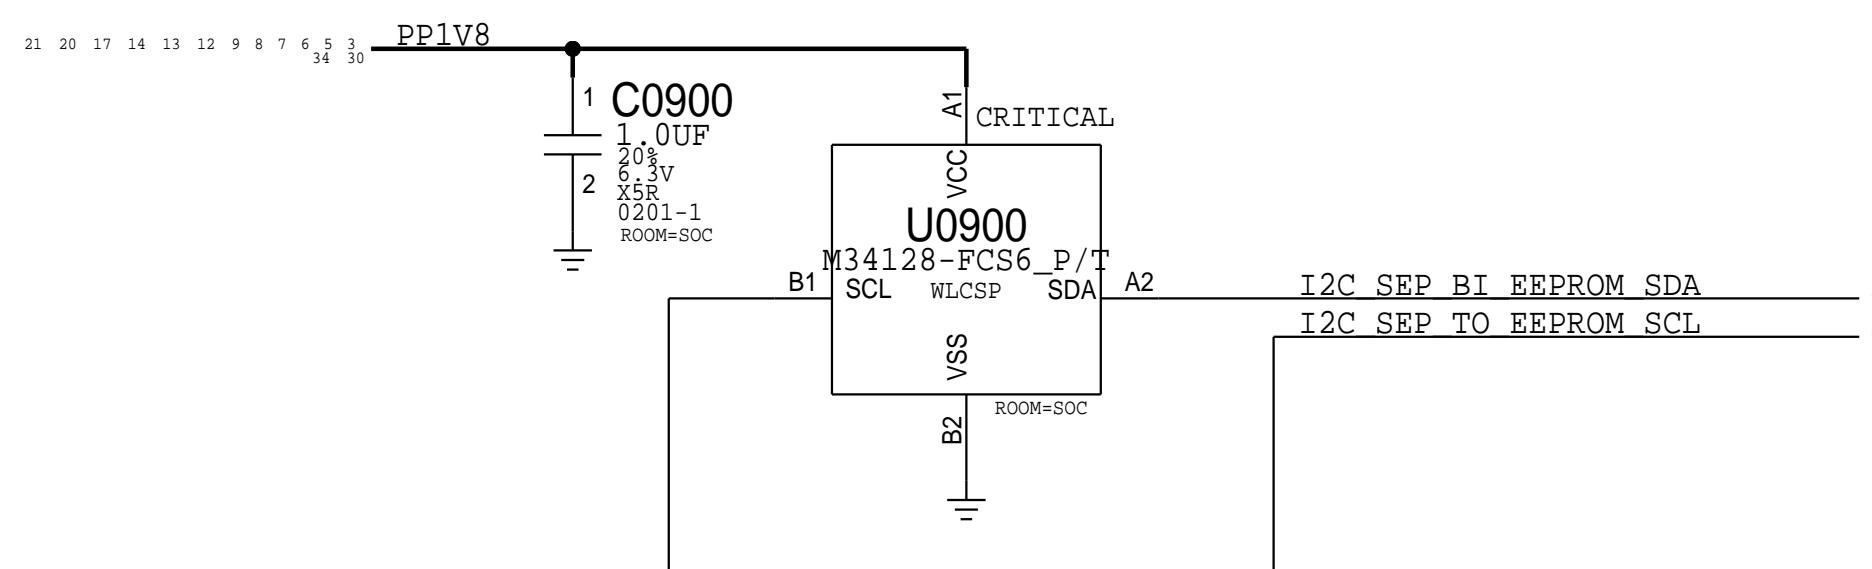 PP1V8
21 20 17 14 13 12 9 8 7 6 5 3
34 30
1
C0900
1.0UF
20%
6.3V
X5R
0201-1
ROOM=SOC
2
A1
CRITICAL
VCC
U0900
M34128-FCS6_P/T
B1
SCL
WLCSP
SDA
A2
I2C_SEP_BI_EEPROM_SDA
I2C_SEP_TO_EEPROM_SCL
VSS
ROOM=SOC
B2